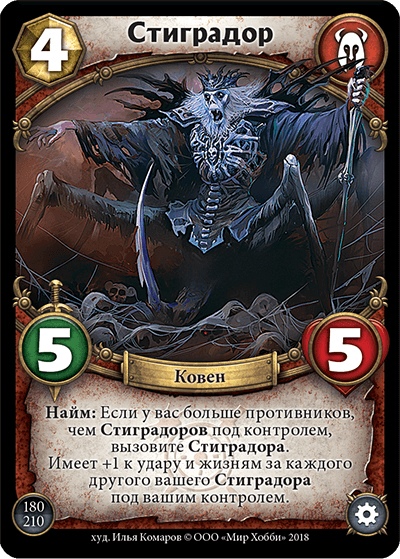 4
Стиградор
5
Ковен
5
Найм: Если у вас больше противников,
чем Стиградоров под контролем,
вызовите Стиградора.
Имеет +1 к удару и жизням за каждого
другого вашего Стиградора
под вашим контролем.
180
210
худ. Илья Комаров © ООО «Мир Хобби» 2018